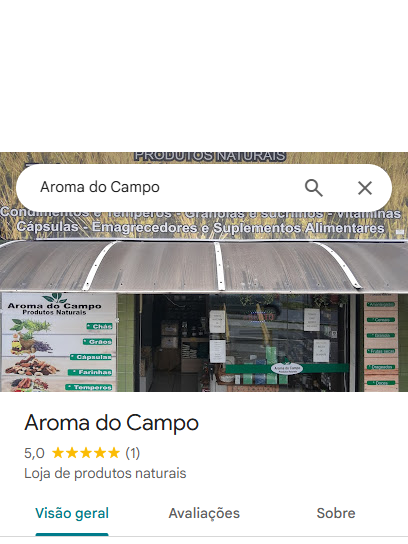 PRODUTOS NATURAIS
Aroma do Campo
Condimentos e Temperos - Granolas e sucrilhos - Vitaminas
Cápsulas - Emagrecedores e Suplementos Alimentares
Aroma do Campo
Produtos Naturais
* Chás
* Grãos
* Cápsulas
* Farinhas
* Temperos
Aroma do Campo
Aroma do Campo
5,0 ★★★★★ (1)
Loja de produtos naturais
Visão geral
Avaliações
Sobre